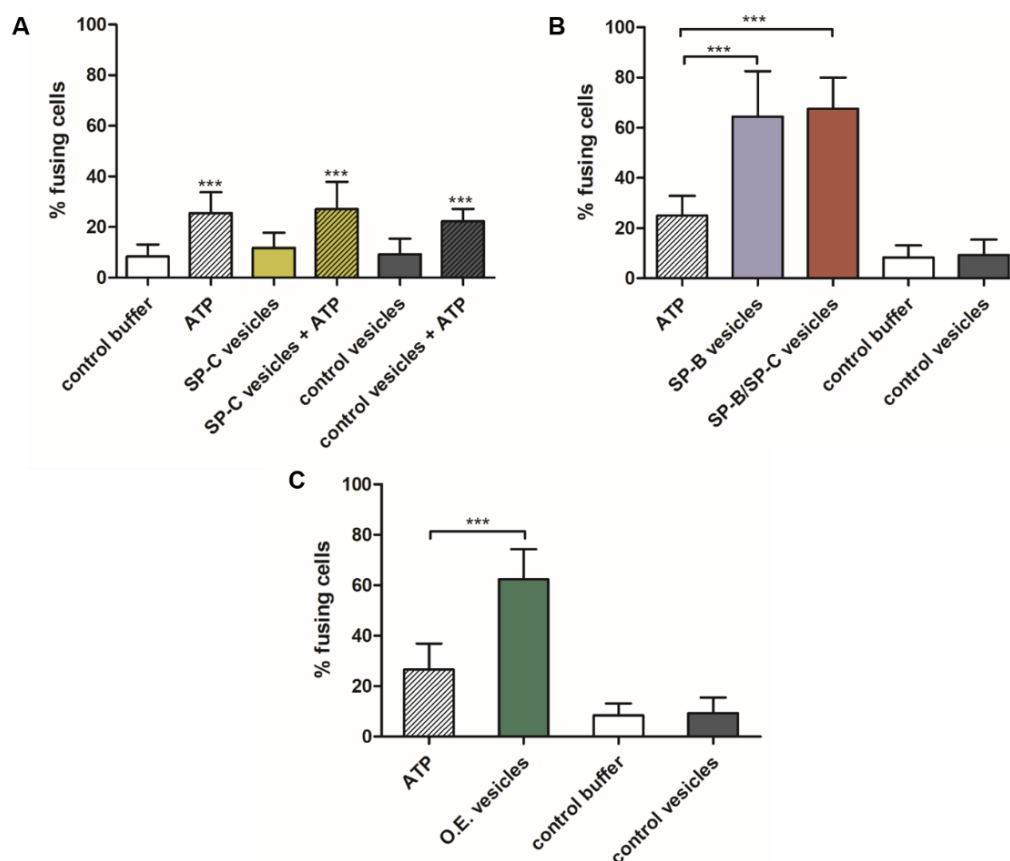 A
% fusing cells
100
80
60
40
20
0
***
***
***
control buffer
ATP
SP-C vesicles
SP-C vesicles + ATP
control vesicles
control vesicles + ATP
B
% fusing cells
100
80
60
40
20
0
***
***
ATP
SP-B vesicles
SP-B/SP-C vesicles
control buffer
control vesicles
C
% fusing cells
100
80
60
40
20
0
***
ATP
O.E. vesicles
control buffer
control vesicles